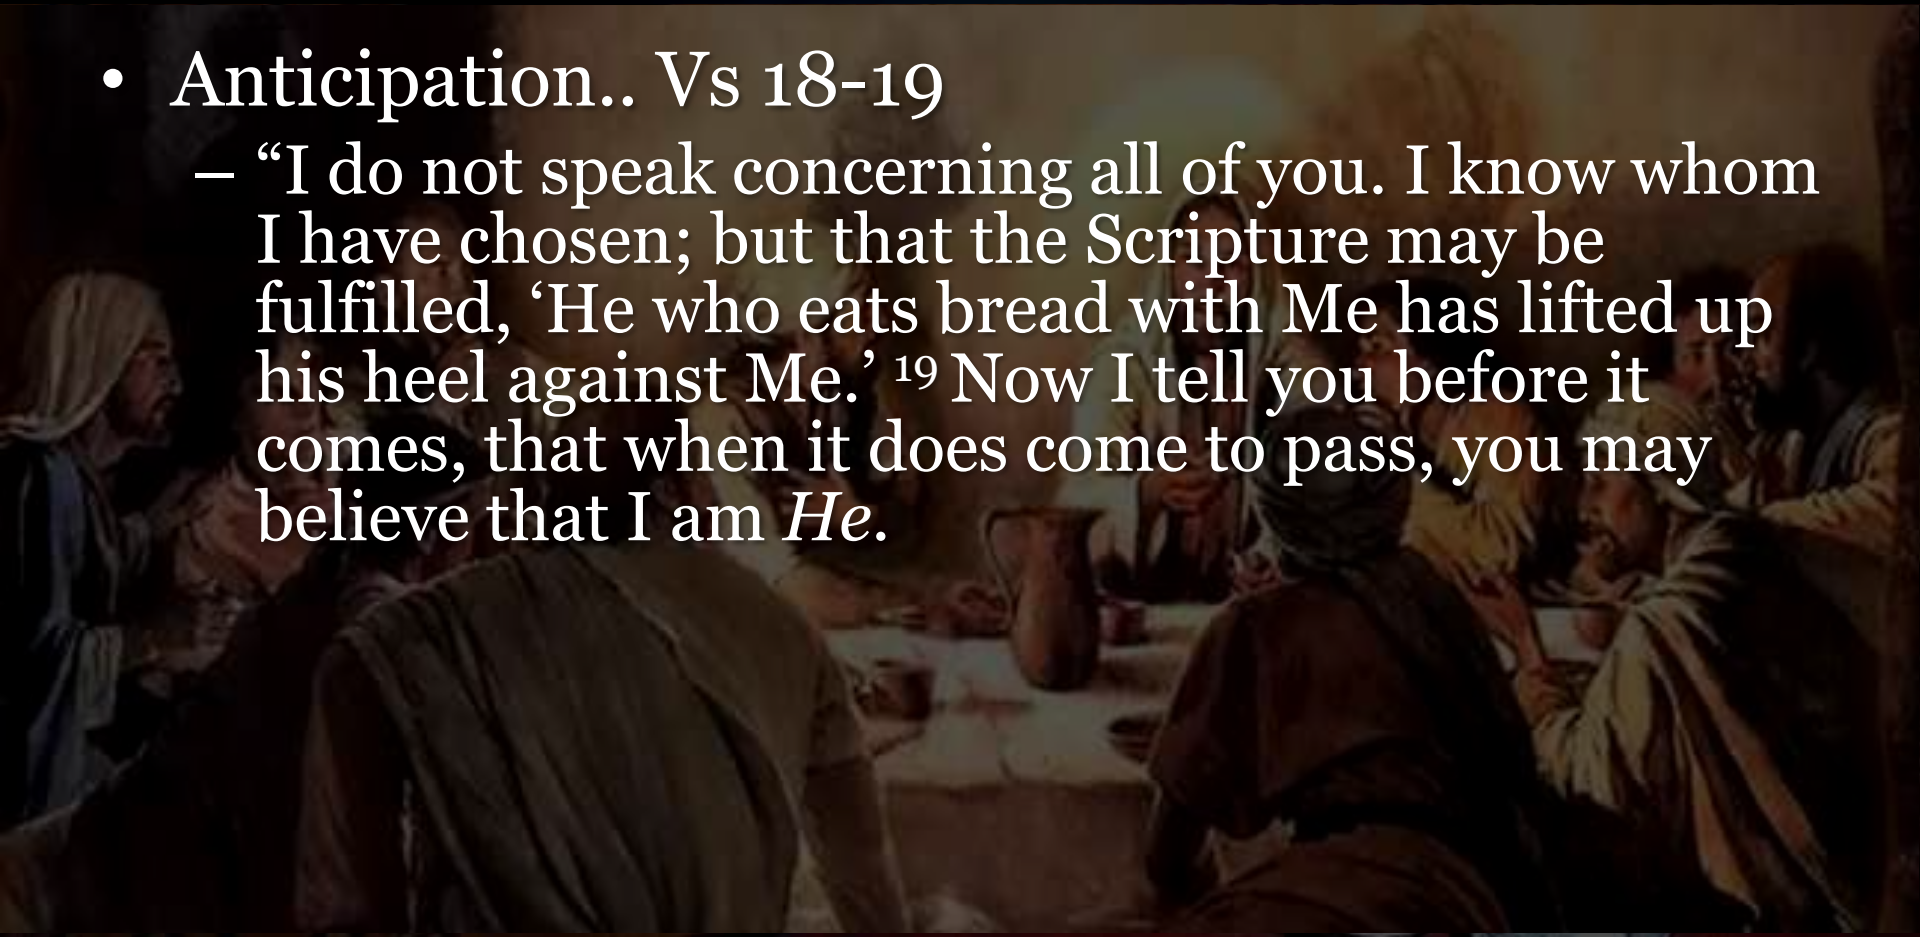 • Anticipation.. Vs 18-19
– “I do not speak concerning all of you. I know whom
I have chosen; but that the Scripture may be
fulfilled, ‘He who eats bread with Me has lifted up
his heel against Me.’ 19 Now I tell you before it
comes, that when it does come to pass, you may
believe that I am He.